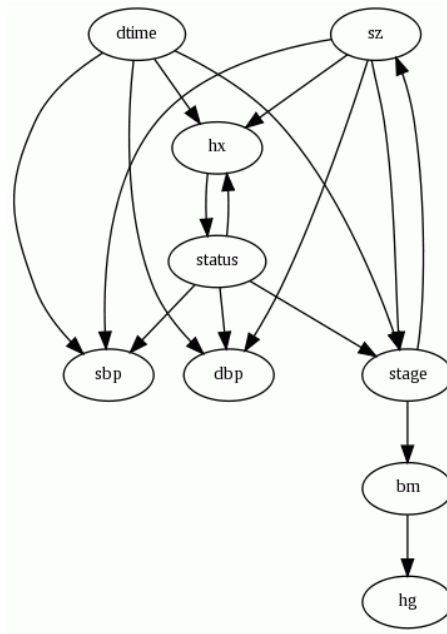 dtime
sz
hx
status
sbp
dbp
stage
bm
hg